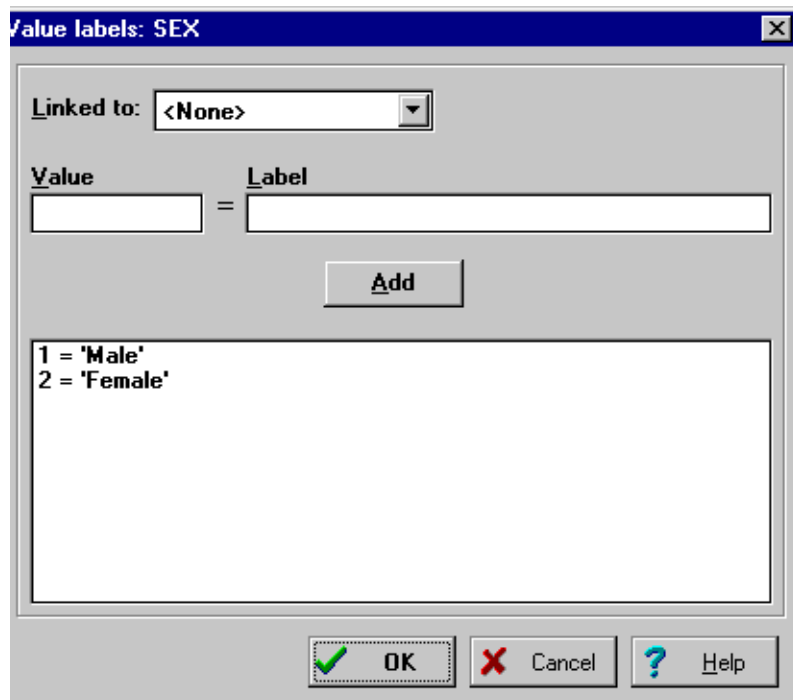 Value labels: SEX
Linked to: <None>
Value Label
=
Add
1 = 'Male'
2 = 'Female'
OK Cancel ? Help